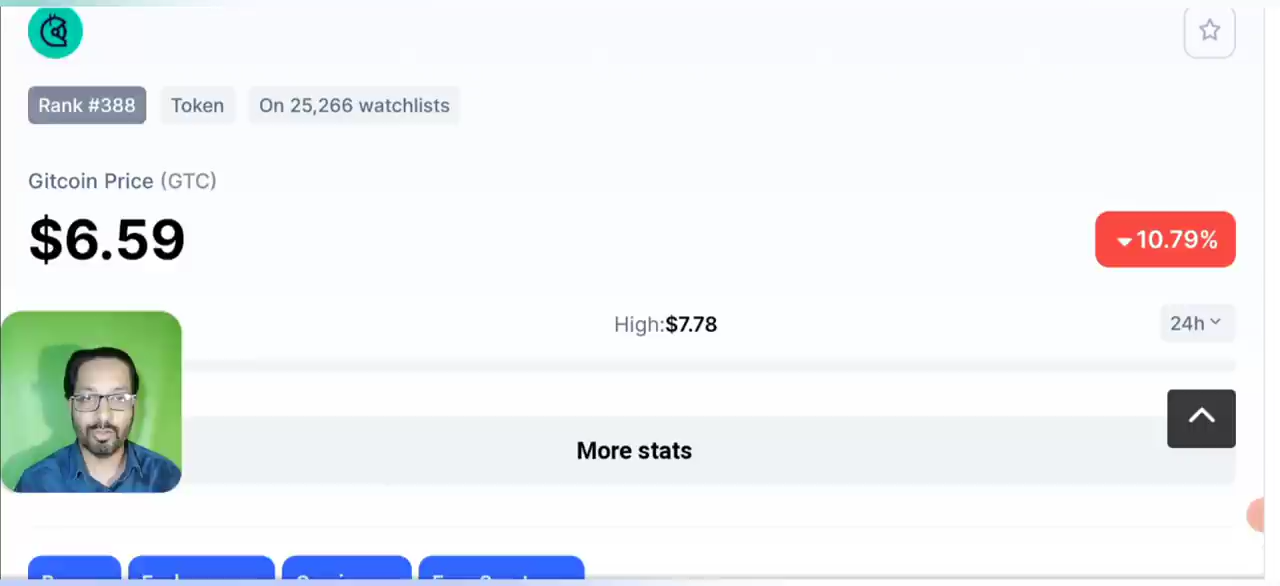 Rank #388 Token On 25,266 watchlists
Gitcoin Price (GTC)
$6.59 10.79%
High:$7.78 24h
More stats